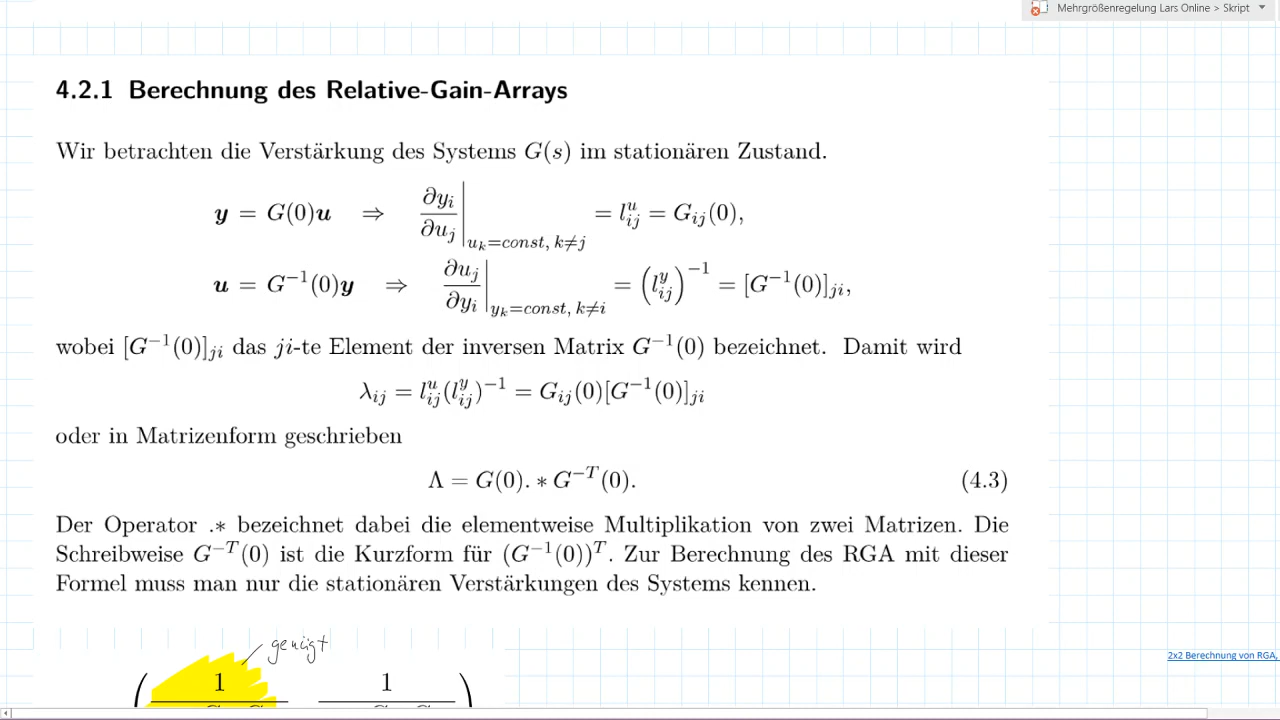 Mehrgrößenregelung Lars Online > Skript
4.2.1 Berechnung des Relative-Gain-Arrays
Wir betrachten die Verstärkung des Systems G(s) im stationären Zustand.
y = G(0)u ⇒ ∂y_i/∂u_j |_{u_k=const, k≠j} = l^u_{ij} = G_{ij}(0),
u = G^{-1}(0)y ⇒ ∂u_j/∂y_i |_{y_k=const, k≠i} = (l^y_{ij})^{-1} = [G^{-1}(0)]_{ji},
wobei [G^{-1}(0)]_{ji} das ji-te Element der inversen Matrix G^{-1}(0) bezeichnet. Damit wird
λ_{ij} = l^u_{ij}(l^y_{ij})^{-1} = G_{ij}(0)[G^{-1}(0)]_{ji}
oder in Matrizenform geschrieben
Λ = G(0). ∗ G^{-T}(0). (4.3)
Der Operator .∗ bezeichnet dabei die elementweise Multiplikation von zwei Matrizen. Die
Schreibweise G^{-T}(0) ist die Kurzform für (G^{-1}(0))^T. Zur Berechnung des RGA mit dieser
Formel muss man nur die stationären Verstärkungen des Systems kennen.
genügt
2x2 Berechnung von RGA,
1 1